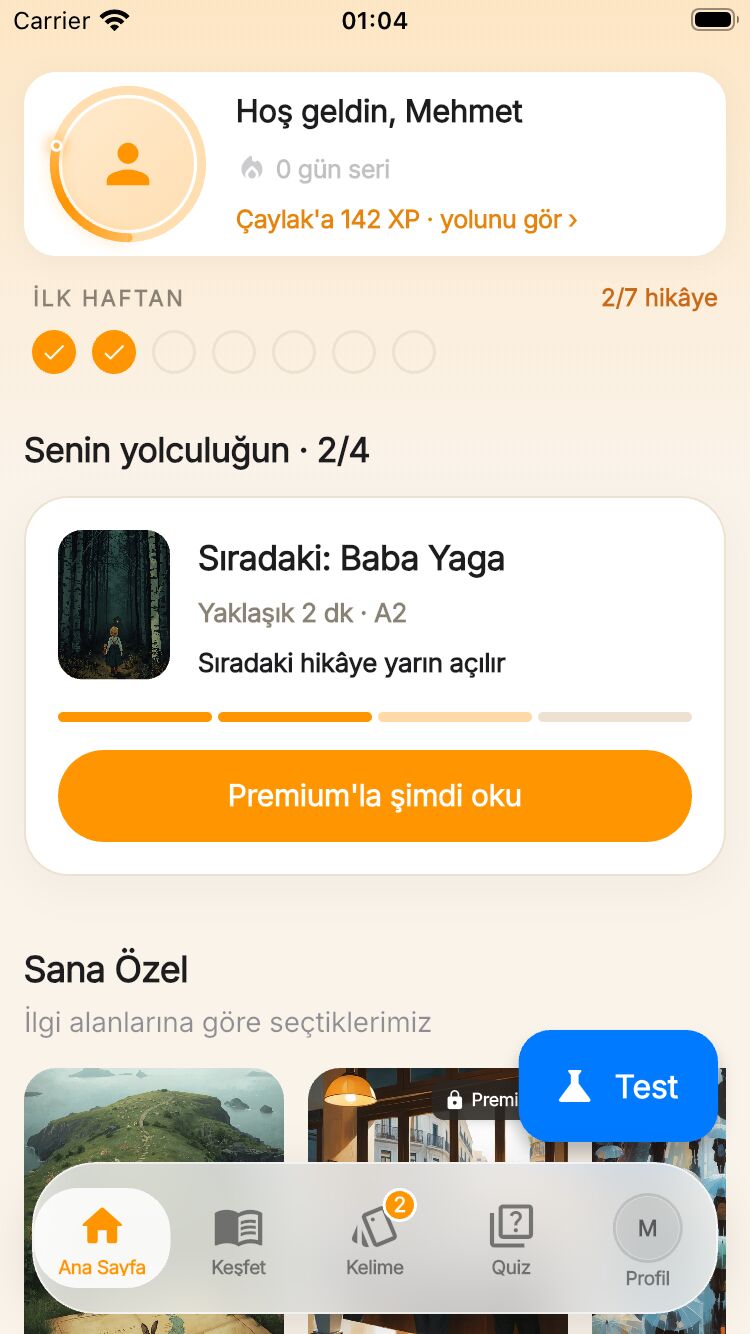 Carrier 01:04
Hoş geldin, Mehmet
0 gün seri
Çaylak'a 142 XP · yolunu gör ›
İLK HAFTAN 2/7 hikâye
Senin yolculuğun · 2/4
Sıradaki: Baba Yaga
Yaklaşık 2 dk · A2
Sıradaki hikâye yarın açılır
Premium'la şimdi oku
Sana Özel
İlgi alanlarına göre seçtiklerimiz
Premi
Test
2
M
Ana Sayfa Keşfet Kelime Quiz Profil